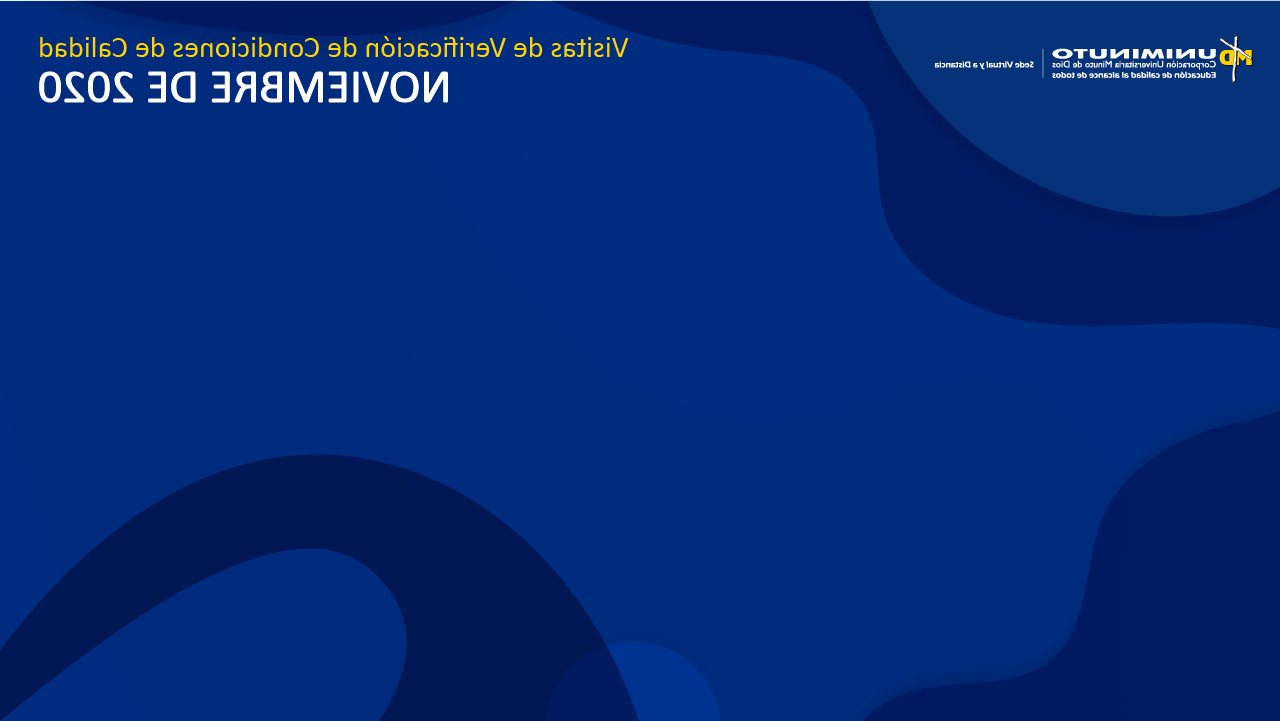 Visitas de Verificación de Condiciones de Calidad
NOVIEMBRE DE 2020
MD
UNIMINUTO
Corporación Universitaria Minuto de Dios
Educación de calidad al alcance de todos
Sede Virtual y a Distancia